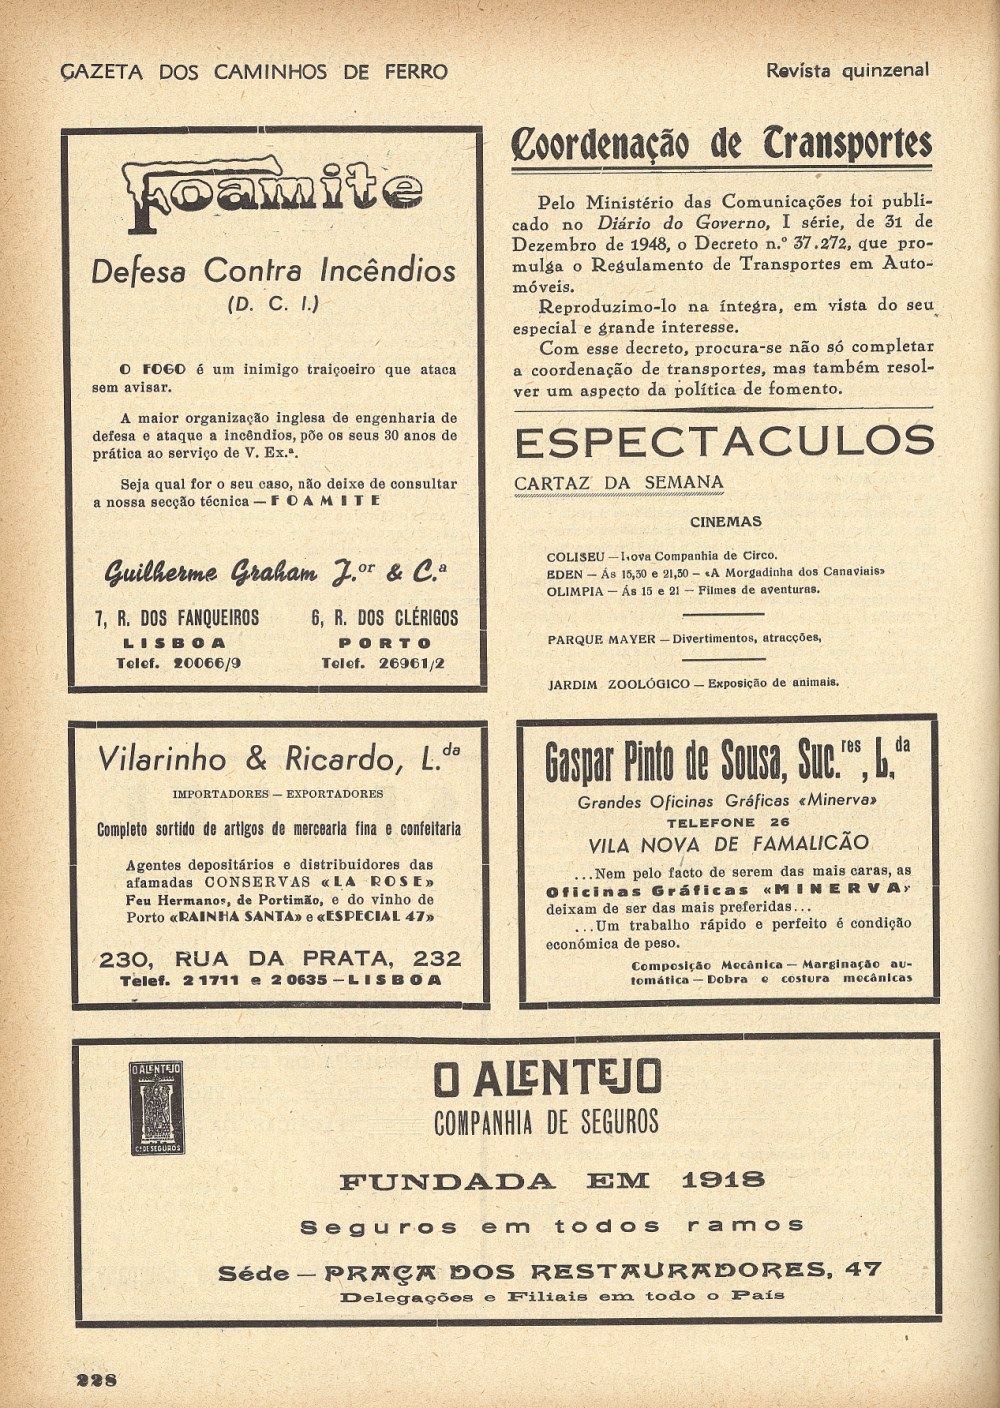 GAZETA DOS CAMINHOS DE FERRO
Revista quinzenal
Foamite
Defesa Contra Incêndios
(D. C. I.)
O FOGO é um inimigo traiçoeiro que ataca
sem avisar.
A maior organização inglesa de engenharia de
defesa e ataque a incêndios, põe os seus 30 anos de
prática ao serviço de V. Ex.ª.
Seja qual for o seu caso, não deixe de consultar
a nossa secção técnica — FOAMITE
Guilherme Graham J.or & C.a
7, R. DOS FANQUEIROS
LISBOA
Telef. 20066/9
6, R. DOS CLÉRIGOS
PORTO
Telef. 26961/2
Coordenação de Transportes
Pelo Ministério das Comunicações foi publi-
cado no Diário do Governo, I série, de 31 de
Dezembro de 1948, o Decreto n.º 37.272, que pro-
mulga o Regulamento de Transportes em Auto-
móveis.
Reproduzimo-lo na íntegra, em vista do seu
especial e grande interesse.
Com esse decreto, procura-se não só completar
a coordenação de transportes, mas também resol-
ver um aspecto da política de fomento.
ESPECTACULOS
CARTAZ DA SEMANA
CINEMAS
COLISEU — Nova Companhia de Circo.
EDEN — Ás 15,30 e 21,30 — «A Morgadinha dos Canaviais»
OLIMPIA — Ás 15 e 21 — Filmes de aventuras.
PARQUE MAYER — Divertimentos, atracções,
JARDIM ZOOLÓGICO — Exposição de animais.
Vilarinho & Ricardo, L.da
IMPORTADORES — EXPORTADORES
Completo sortido de artigos de mercearia fina e confeitaria
Agentes depositários e distribuidores das
afamadas CONSERVAS «LA ROSE»
Feu Hermanos, de Portimão, e do vinho de
Porto «RAINHA SANTA» e «ESPECIAL 47»
230, RUA DA PRATA, 232
Telef. 21711 e 20635 — LISBOA
Gaspar Pinto de Sousa, Suc.res, L.da
Grandes Oficinas Gráficas «Minerva»
TELEFONE 26
VILA NOVA DE FAMALICÃO
...Nem pelo facto de serem das mais caras, as
Oficinas Gráficas «MINERVA»
deixam de ser das mais preferidas...
...Um trabalho rápido e perfeito é condição
económica de peso.
Composição Mecânica — Marginação au-
tomática — Dobra e costura mecânicas
O ALENTEJO
Cª DE SEGUROS
O ALENTEJO
COMPANHIA DE SEGUROS
FUNDADA EM 1918
Seguros em todos ramos
Séde — PRAÇA DOS RESTAURADORES, 47
Delegações e Filiais em todo o País
228